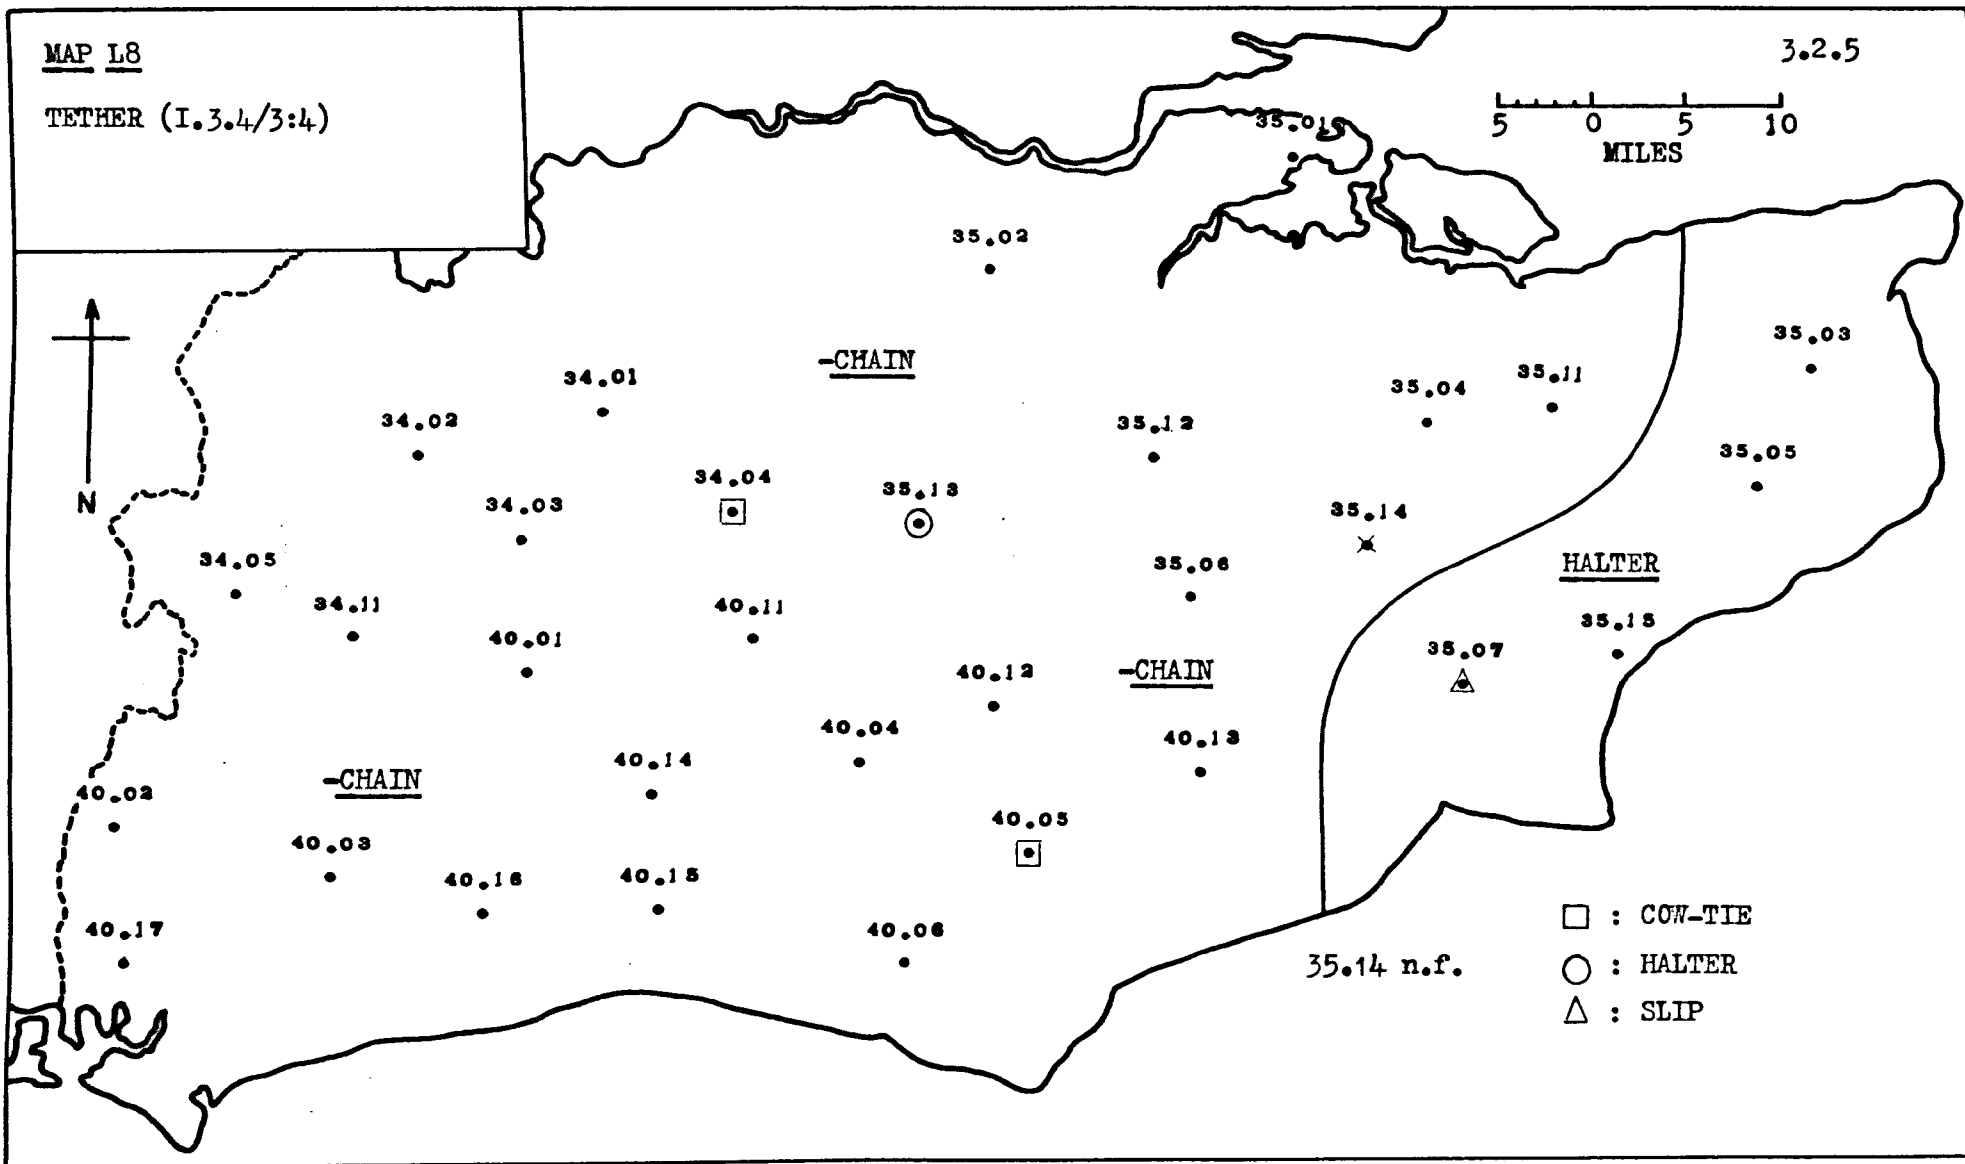 MAP L8
3.2.5
TETHER (I.3.4/3:4)
5 0 5 10
MILES
35.01
35.02
35.03
-CHAIN
34.01
35.11
35.04
34.02
35.12
35.05
34.04
35.13
34.03
35.14
34.05
35.06
HALTER
34.11
40.11
35.15
40.01
35.07
-CHAIN
40.12
40.04
40.13
40.14
-CHAIN
40.02
40.05
40.03
40.16
40.15
40.17
40.06
N
□ : COW-TIE
○ : HALTER
△ : SLIP
35.14 n.f.